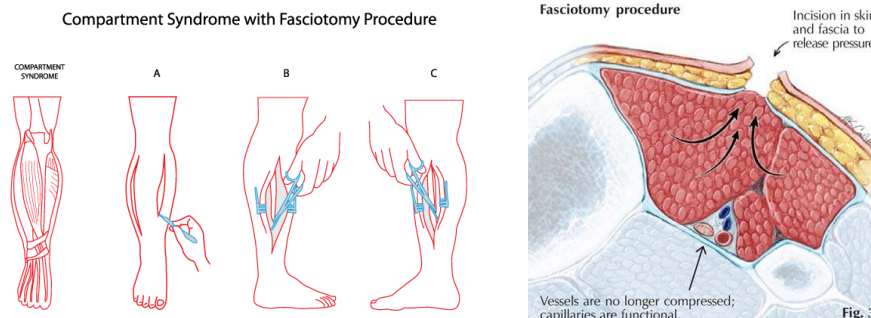 Compartment Syndrome with Fasciotomy Procedure
COMPARTMENT
SYNDROME
A
B
C
Fasciotomy procedure
Incision in skin
and fascia to
release pressure
Vessels are no longer compressed;
capillaries are functional.
Fig. 3